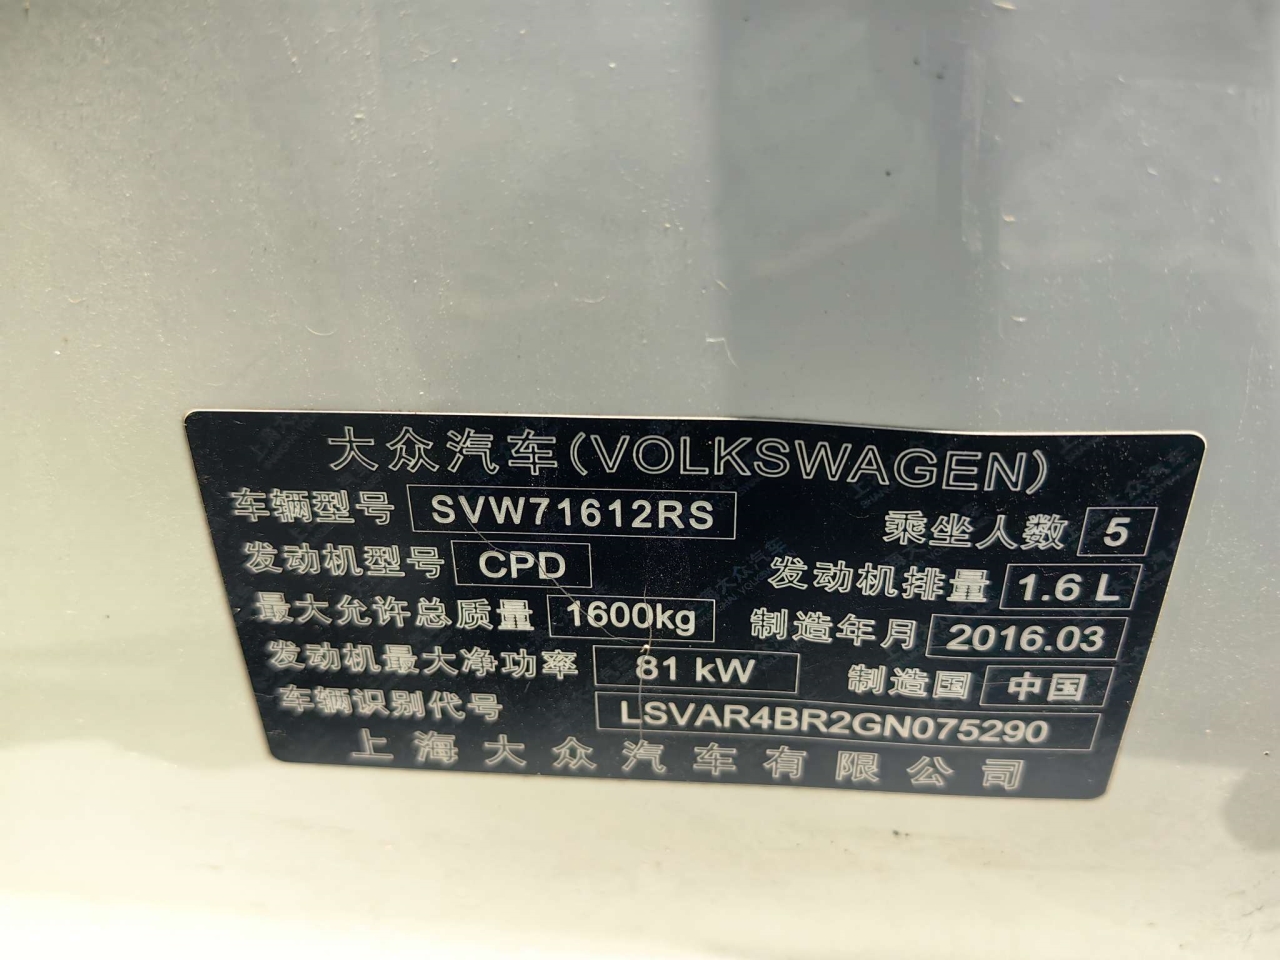 大众汽车(VOLKSWAGEN)
车辆型号 SVW71612RS 乘坐人数 5
发动机型号 CPD 发动机排量 1.6 L
最大允许总质量 1600kg 制造年月 2016.03
发动机最大净功率 81 kW 制造国 中国
车辆识别代号 LSVAR4BR2GN075290
上海大众汽车有限公司